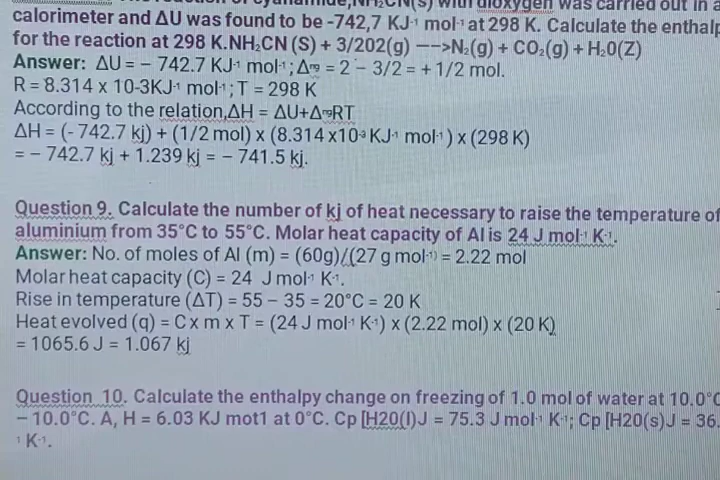 cyanamide,NH₂CN(s) with dioxygen was carried out in a
calorimeter and ΔU was found to be -742,7 KJ⁻¹ mol⁻¹ at 298 K. Calculate the
for the reaction at 298 K.NH₂CN (S) + 3/202(g) —->N₂(g) + CO₂(g) + H₂0(Z)
Answer: ΔU = – 742.7 KJ⁻¹ mol⁻¹ ; Δⁿᵍ = 2 – 3/2 = + 1/2 mol.
R = 8.314 x 10-3KJ⁻¹ mol⁻¹ ; T = 298 K
According to the relation,ΔH = ΔU+ΔⁿᵍRT
ΔH = (- 742.7 kj) + (1/2 mol) x (8.314 x10⁻³ KJ⁻¹ mol⁻¹ ) x (298 K)
= – 742.7 kj + 1.239 kj = – 741.5 kj.
Question 9. Calculate the number of kj of heat necessary to raise the temperature of
aluminium from 35°C to 55°C. Molar heat capacity of Al is 24 J mol⁻¹ K⁻¹.
Answer: No. of moles of Al (m) = (60g)/(27 g mol⁻¹⁾ = 2.22 mol
Molar heat capacity (C) = 24 J mol⁻¹ K⁻¹.
Rise in temperature (ΔT) = 55 – 35 = 20°C = 20 K
Heat evolved (q) = C x m x T = (24 J mol⁻¹ K⁻¹) x (2.22 mol) x (20 K)
= 1065.6 J = 1.067 kj
Question 10. Calculate the enthalpy change on freezing of 1.0 mol of water at 10.0°C
– 10.0°C. A, H = 6.03 KJ mot1 at 0°C. Cp [H20(l)J = 75.3 J mol⁻¹ K⁻¹; Cp [H20(s)J = 36.
¹ K⁻¹.